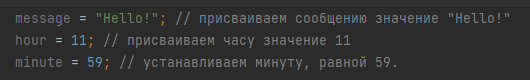 message = "Hello!"; // присваиваем сообщению значение "Hello!"
hour = 11; // присваиваем часу значение 11
minute = 59; // устанавливаем минуту, равной 59.